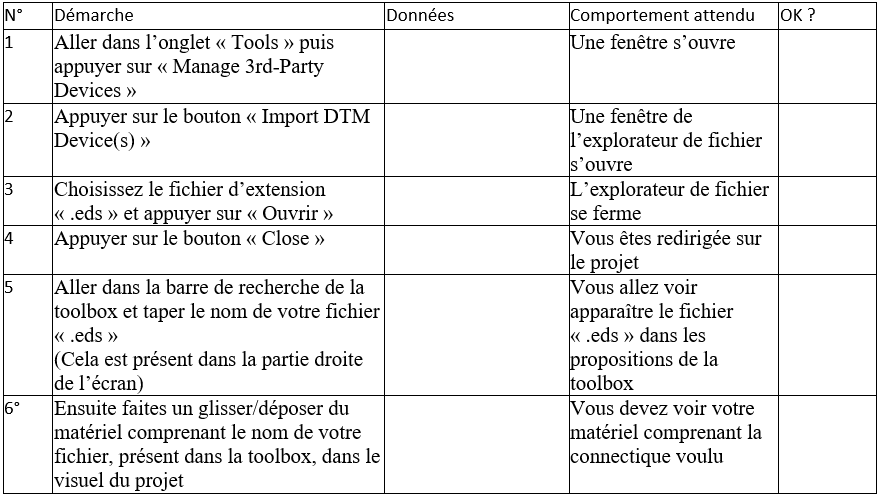 N° Démarche Données Comportement attendu OK ?
1 Aller dans l’onglet « Tools » puis Une fenêtre s’ouvre
appuyer sur « Manage 3rd-Party
Devices »
2 Appuyer sur le bouton « Import DTM Une fenêtre de
Device(s) » l’explorateur de fichier
s’ouvre
3 Choisissez le fichier d’extension L’explorateur de fichier
« .eds » et appuyer sur « Ouvrir » se ferme
4 Appuyer sur le bouton « Close » Vous êtes redirigée sur
le projet
5 Aller dans la barre de recherche de la Vous allez voir
toolbox et taper le nom de votre fichier apparaître le fichier
« .eds » « .eds » dans les
(Cela est présent dans la partie droite propositions de la
de l’écran) toolbox
6° Ensuite faites un glisser/déposer du Vous devez voir votre
matériel comprenant le nom de votre matériel comprenant la
fichier, présent dans la toolbox, dans le connectique voulu
visuel du projet